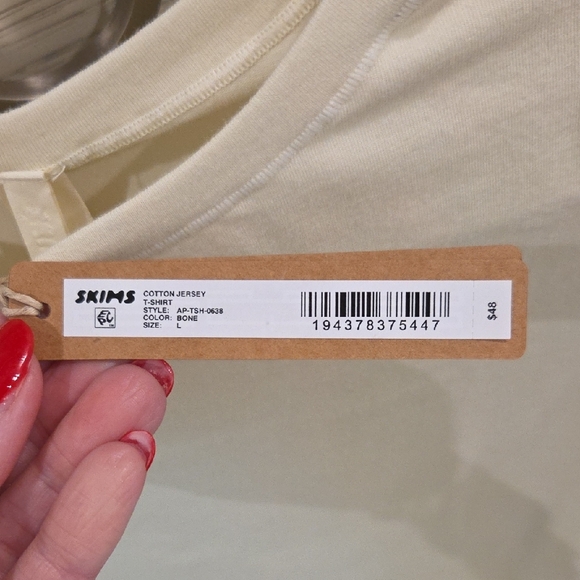 SKIMS
COTTON JERSEY
T-SHIRT
STYLE: AP-TSH-0638
COLOR: BONE
SIZE: L
194378375447
$48